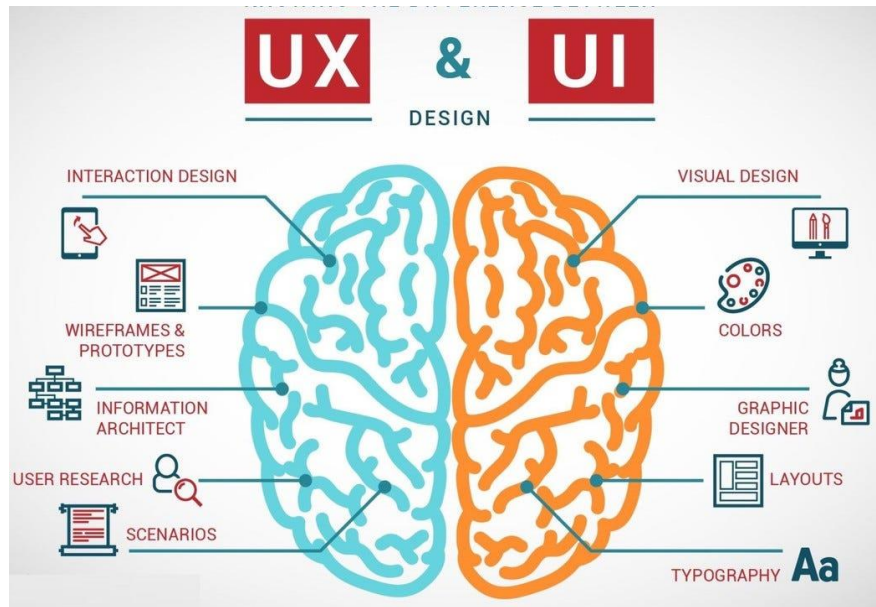 UX & UI
DESIGN
INTERACTION DESIGN
WIREFRAMES &
PROTOTYPES
INFORMATION
ARCHITECT
USER RESEARCH
SCENARIOS
VISUAL DESIGN
COLORS
GRAPHIC
DESIGNER
LAYOUTS
TYPOGRAPHY Aa